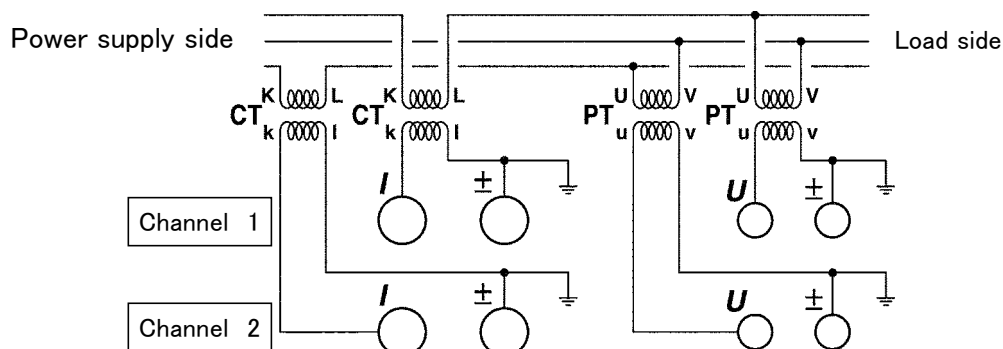 Power supply side
Load side
K L K L U V U V
CT CT PT PT
k l k l u v u v
I ± U ±
Channel 1
I ± U ±
Channel 2